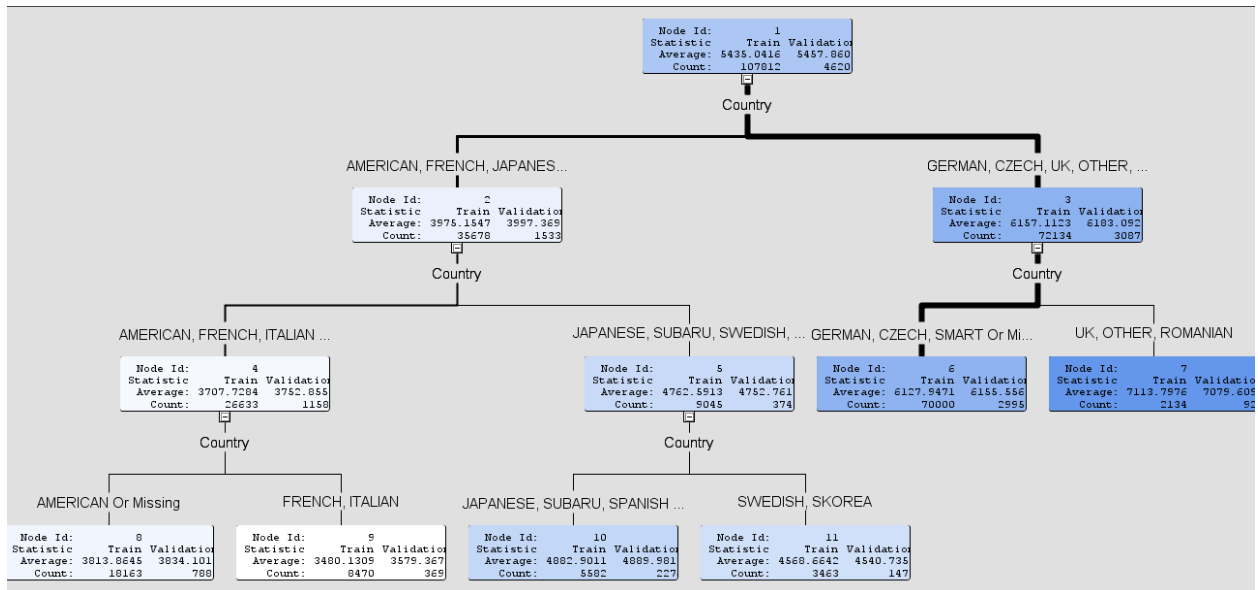 Node Id: 1
Statistic Train Validation
Average: 5435.0416 5457.860
Count: 107812 4620
Country
AMERICAN, FRENCH, JAPANES...
GERMAN, CZECH, UK, OTHER, ...
Node Id: 2
Statistic Train Validation
Average: 3975.1547 3997.369
Count: 35678 1533
Node Id: 3
Statistic Train Validation
Average: 6157.1123 6183.092
Count: 72134 3087
Country
Country
AMERICAN, FRENCH, ITALIAN ...
JAPANESE, SUBARU, SWEDISH, ...
GERMAN, CZECH, SMART Or Mi...
UK, OTHER, ROMANIAN
Node Id: 4
Statistic Train Validation
Average: 3707.7284 3752.855
Count: 26633 1158
Node Id: 5
Statistic Train Validation
Average: 4762.5913 4752.761
Count: 9045 374
Node Id: 6
Statistic Train Validation
Average: 6127.9471 6155.556
Count: 70000 2995
Node Id: 7
Statistic Train Validation
Average: 7113.7976 7079.609
Count: 2134 92
Country
Country
AMERICAN Or Missing
FRENCH, ITALIAN
JAPANESE, SUBARU, SPANISH ...
SWEDISH, SKOREA
Node Id: 8
Statistic Train Validation
Average: 3813.8645 3834.101
Count: 18163 788
Node Id: 9
Statistic Train Validation
Average: 3480.1309 3579.367
Count: 8470 369
Node Id: 10
Statistic Train Validation
Average: 4882.9011 4889.981
Count: 5582 227
Node Id: 11
Statistic Train Validation
Average: 4568.6642 4540.735
Count: 3463 147